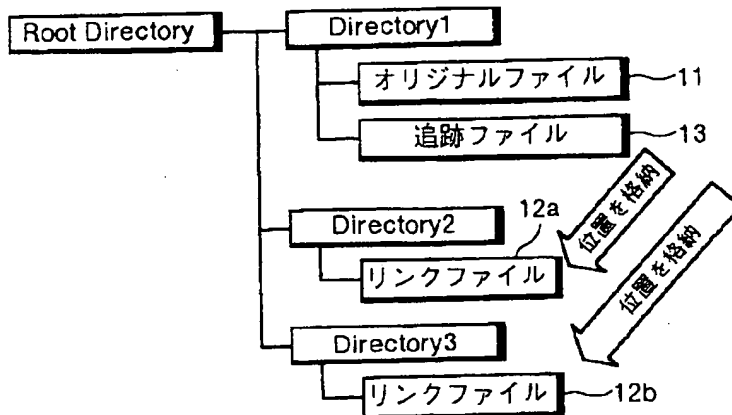 Root Directory
Directory1
オリジナルファイル
11
追跡ファイル
13
Directory2
12a
リンクファイル
位置を格納
位置を格納
Directory3
リンクファイル
12b